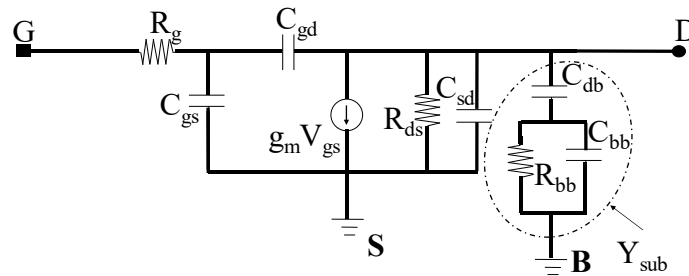 G
R_g
C_gd
D
C_gs
g_mV_gs
R_ds
C_sd
C_db
R_bb
C_bb
S
B
Y_sub